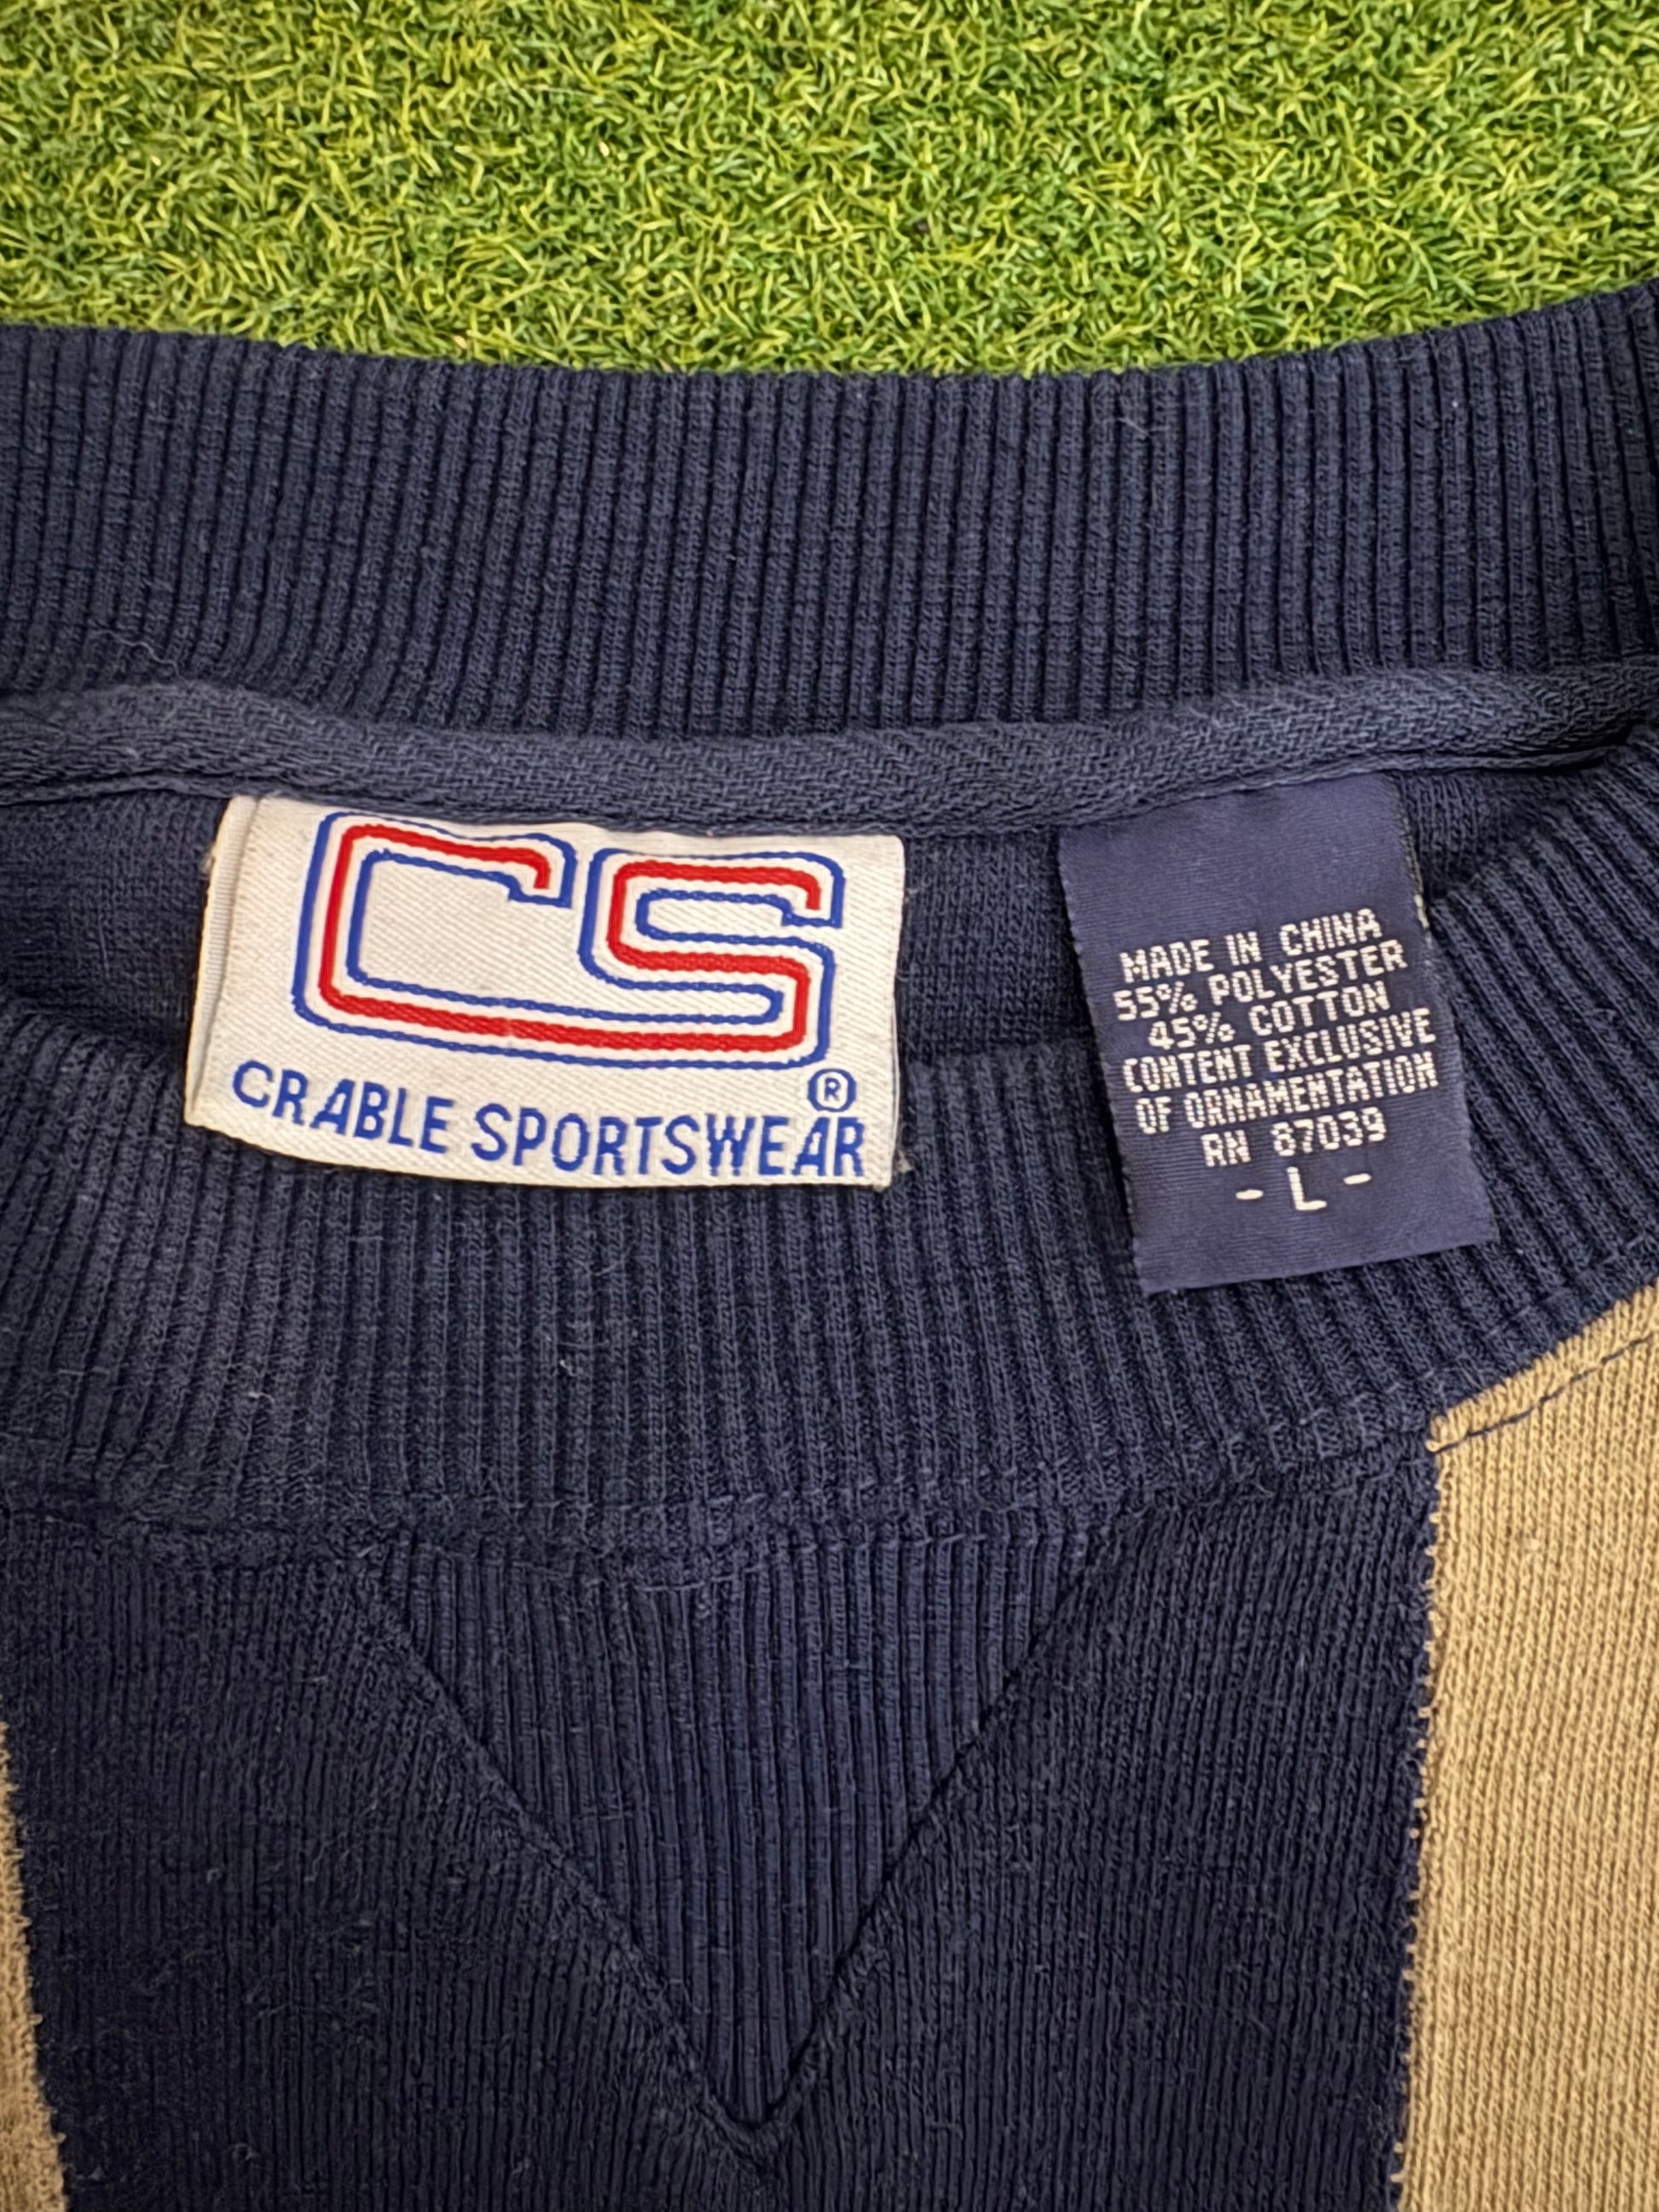 CS
CRABLE SPORTSWEAR®
MADE IN CHINA
55% POLYESTER
45% COTTON
CONTENT EXCLUSIVE
OF ORNAMENTATION
RN 87039
- L -